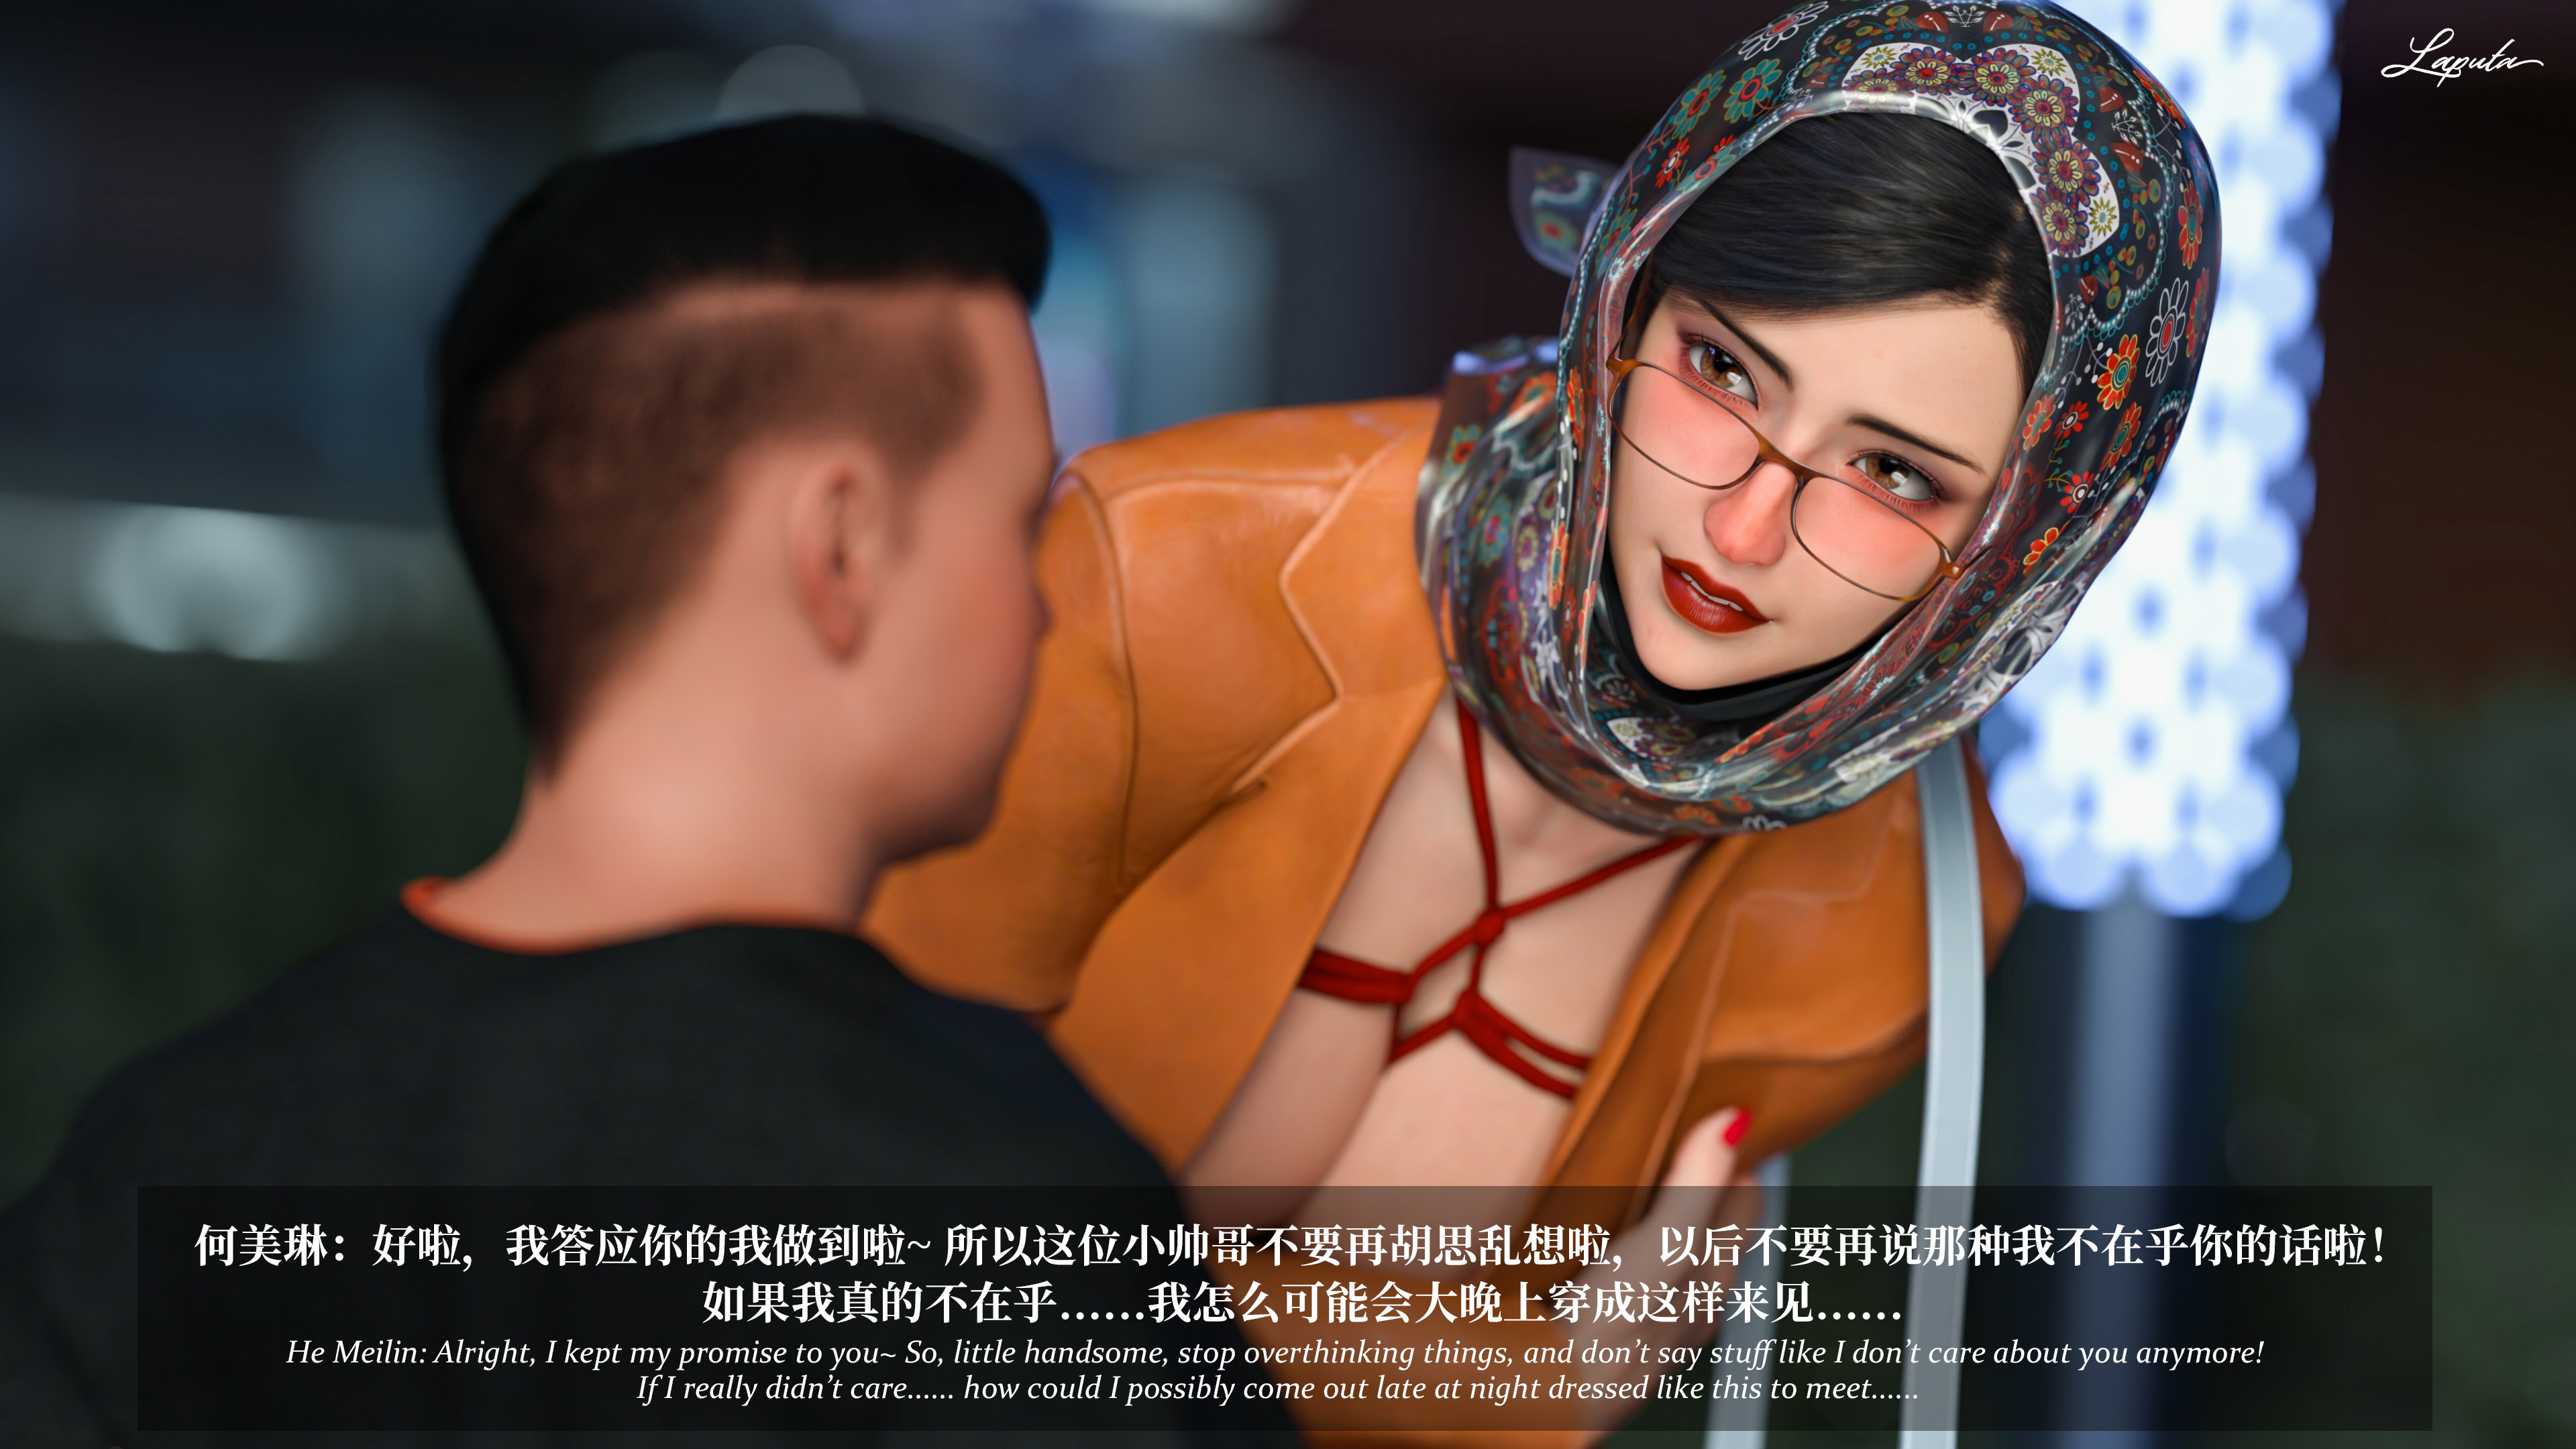 Laputa
何美琳：好啦，我答应你的我做到啦~ 所以这位小帅哥不要再胡思乱想啦，以后不要再说那种我不在乎你的话啦！
如果我真的不在乎……我怎么可能会大晚上穿成这样来见……
He Meilin: Alright, I kept my promise to you~ So, little handsome, stop overthinking things, and don’t say stuff like I don’t care about you anymore!
If I really didn’t care...... how could I possibly come out late at night dressed like this to meet......